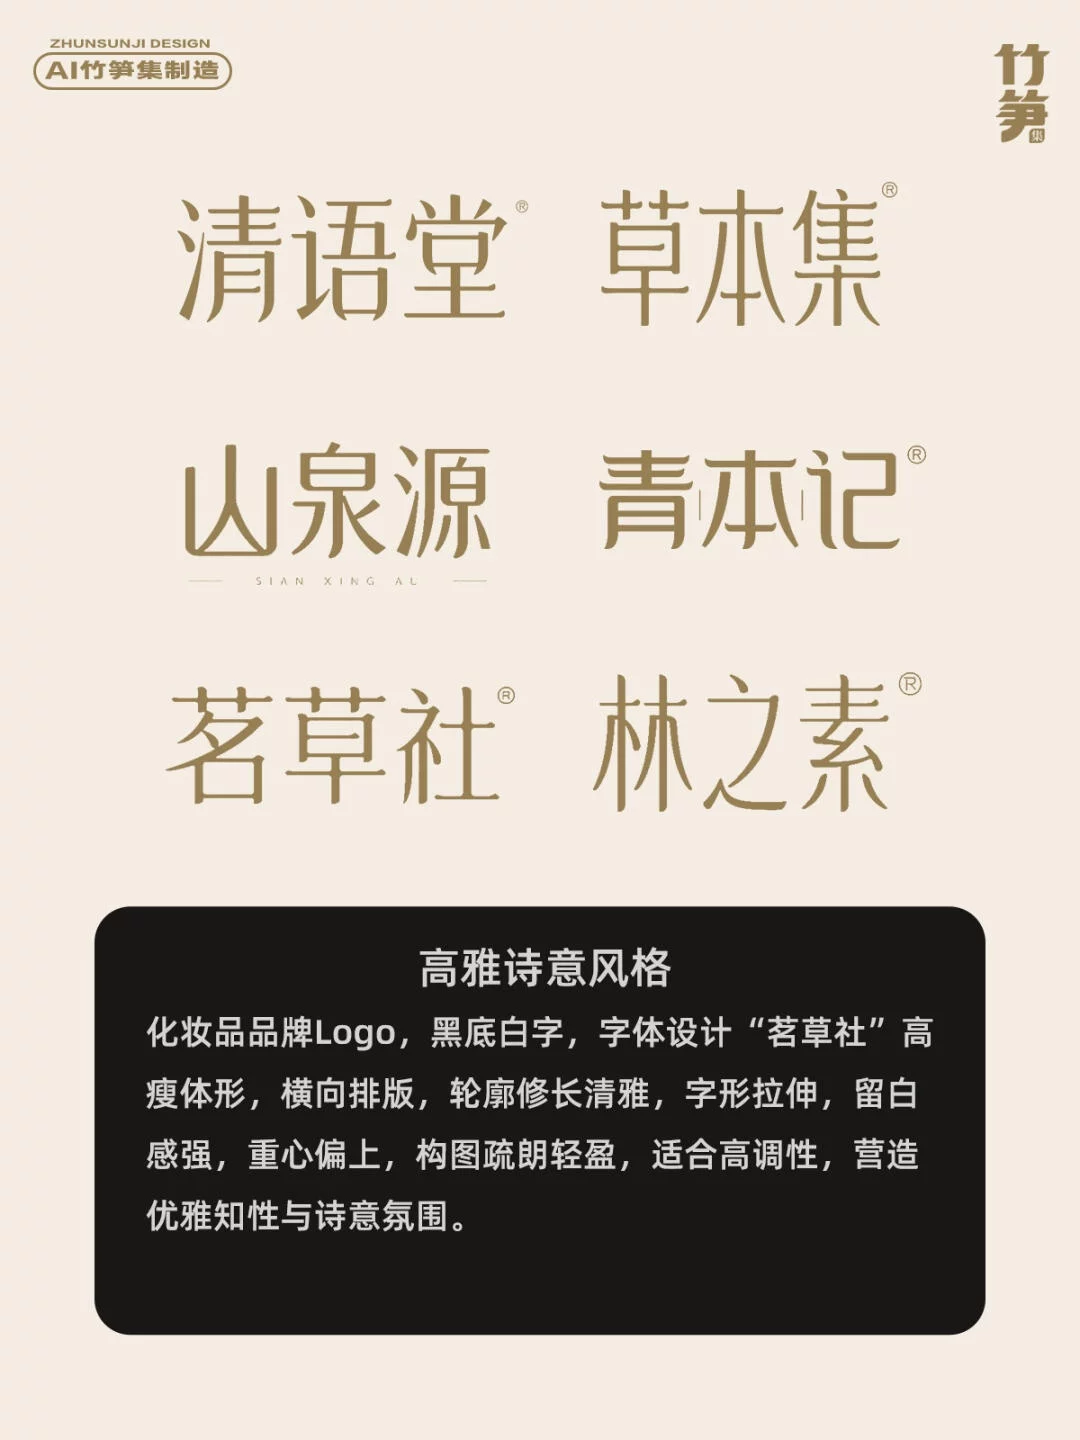 ZHUNSUNJI DESIGN
AI竹笋集制造
竹
笋
集
清语堂®
草本集®
山泉源
SIAN XING AU
青本记®
茗草社®
林之素®
高雅诗意风格
化妆品品牌Logo，黑底白字，字体设计“茗草社”高
瘦体形，横向排版，轮廓修长清雅，字形拉伸，留白
感强，重心偏上，构图疏朗轻盈，适合高调性，营造
优雅知性与诗意氛围。